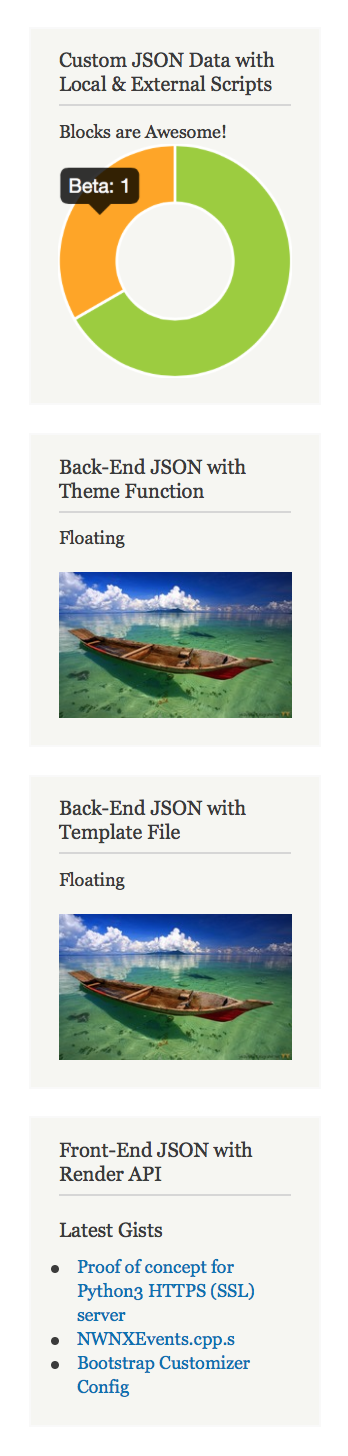 Custom JSON Data with
Local & External Scripts
Blocks are Awesome!
Beta: 1
Back-End JSON with
Theme Function
Floating
Back-End JSON with
Template File
Floating
Front-End JSON with
Render API
Latest Gists
Proof of concept for
Python3 HTTPS (SSL)
server
NWNXEvents.cpp.s
Bootstrap Customizer
Config